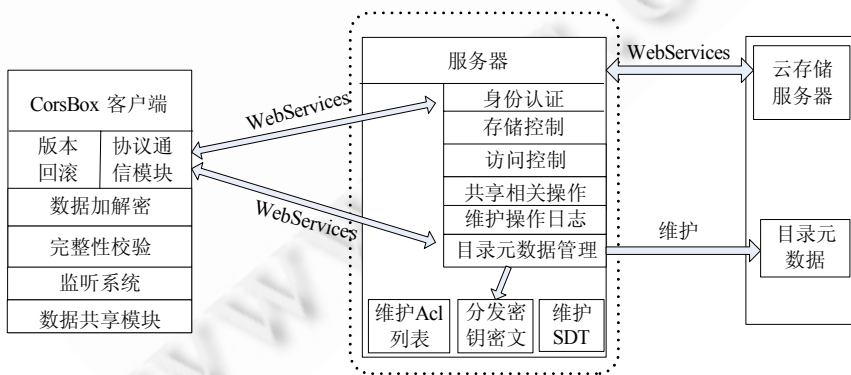 CorsBox 客户端
版本
回滚
协议通
信模块
数据加解密
完整性校验
监听系统
数据共享模块
WebServices
WebServices
服务器
身份认证
存储控制
访问控制
共享相关操作
维护操作日志
目录元数据管理
维护Acl
列表
分发密
钥密文
维护
SDT
WebServices
维护
云存储
服务器
目录元
数据